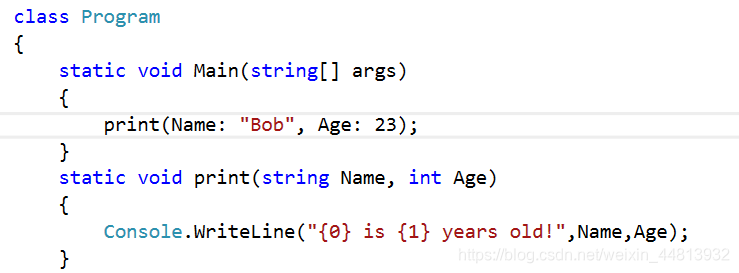 class Program
{
    static void Main(string[] args)
    {
        print(Name: "Bob", Age: 23);
    }
    static void print(string Name, int Age)
    {
        Console.WriteLine("{0} is {1} years old!",Name,Age);
    }
https://blog.csdn.net/weixin_44813932